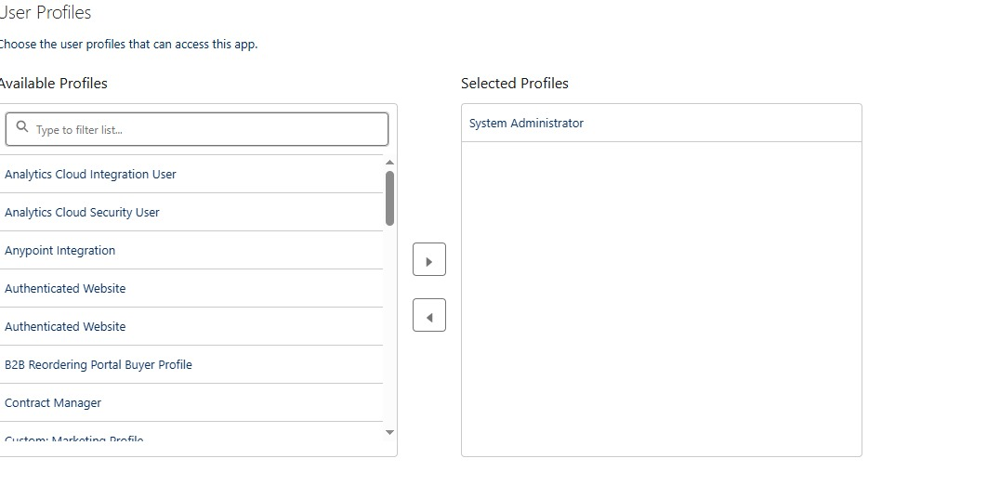 User Profiles
Choose the user profiles that can access this app.
Available Profiles
Type to filter list...
Analytics Cloud Integration User
Analytics Cloud Security User
Anypoint Integration
Authenticated Website
Authenticated Website
B2B Reordering Portal Buyer Profile
Contract Manager
Custom: Marketing Profile
Selected Profiles
System Administrator